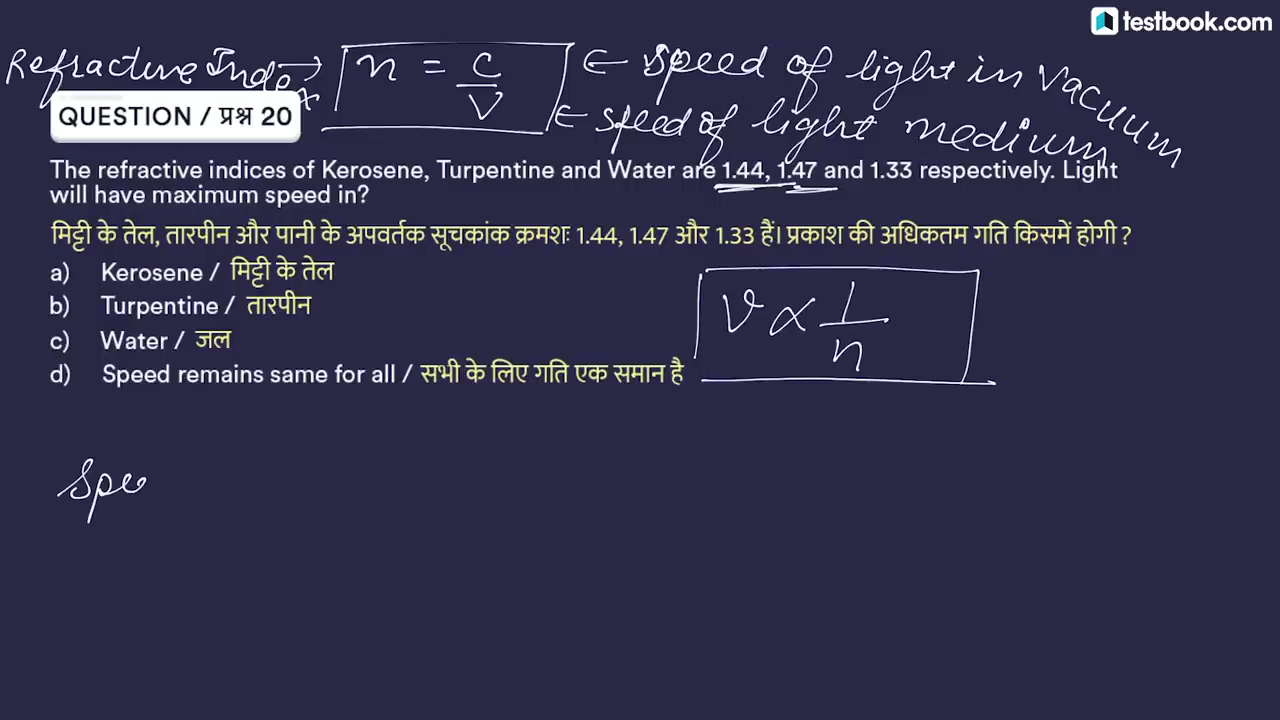 testbook.com
Refractive Index → n = c/v ← speed of light in vacuum
← speed of light medium
QUESTION / प्रश्न 20
The refractive indices of Kerosene, Turpentine and Water are 1.44, 1.47 and 1.33 respectively. Light
will have maximum speed in?
मिट्टी के तेल, तारपीन और पानी के अपवर्तक सूचकांक क्रमशः 1.44, 1.47 और 1.33 हैं। प्रकाश की अधिकतम गति किसमें होगी ?
a) Kerosene / मिट्टी के तेल
b) Turpentine / तारपीन
c) Water / जल
d) Speed remains same for all / सभी के लिए गति एक समान है
v ∝ 1/n
Spe